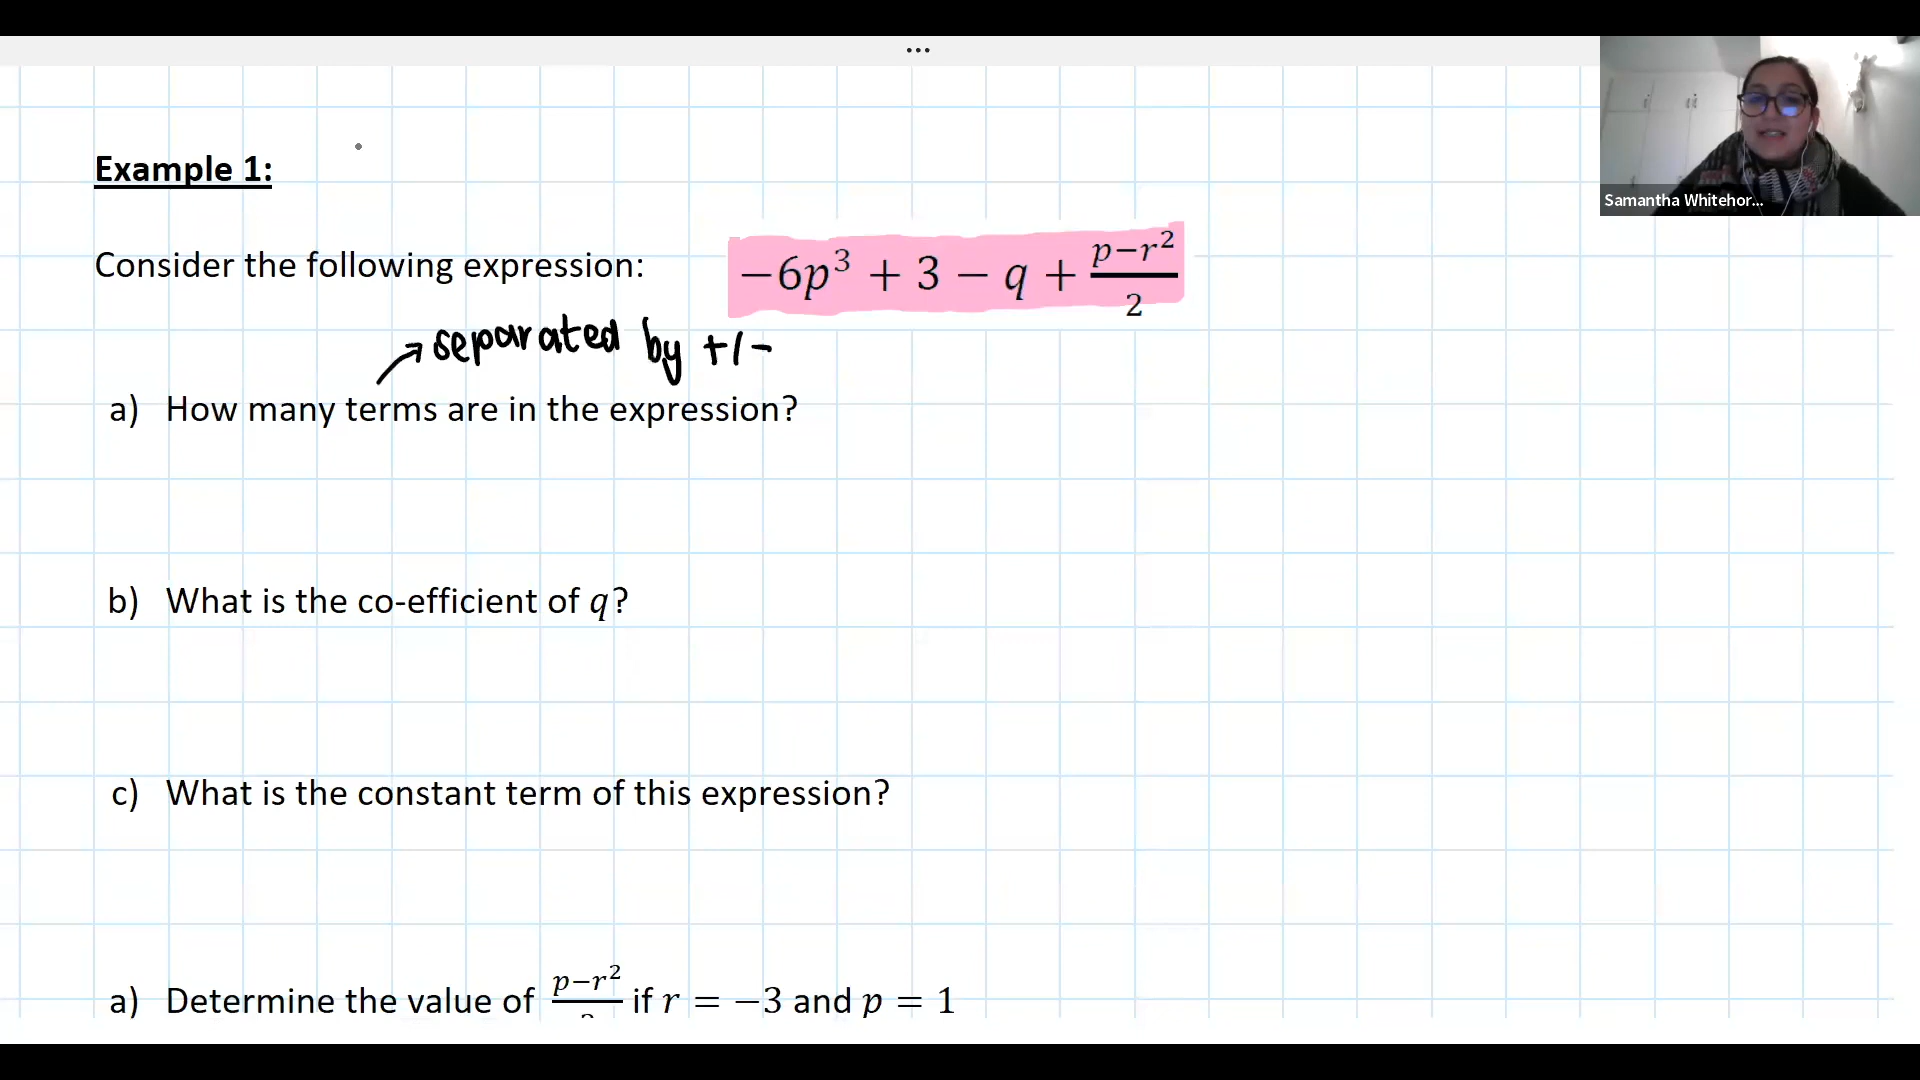 Samantha Whitehor...
Example 1:
Consider the following expression: −6p³ + 3 − q + (p−r²)/2
separated by +/-
a) How many terms are in the expression?
b) What is the co-efficient of q?
c) What is the constant term of this expression?
a) Determine the value of (p−r²)/2 if r = −3 and p = 1